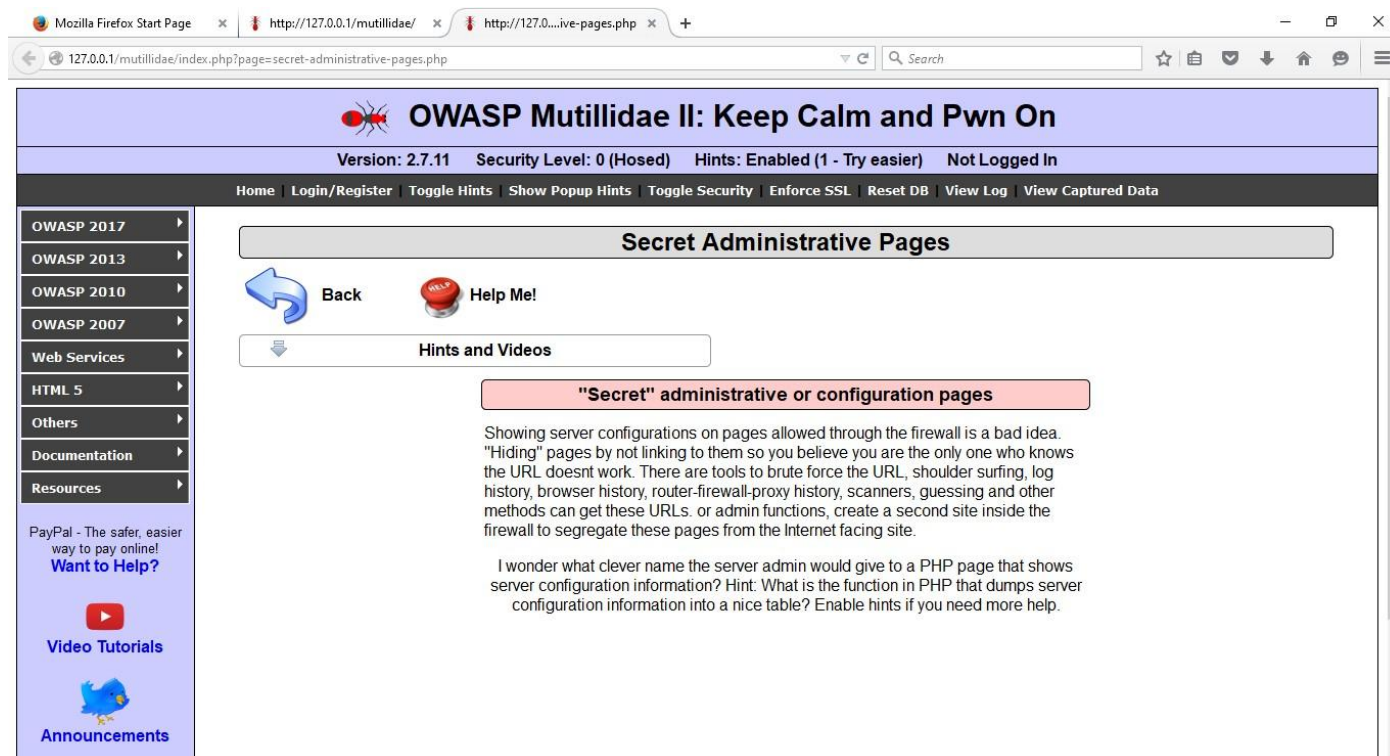 Mozilla Firefox Start Page
http://127.0.0.1/mutillidae/
http://127.0....ive-pages.php
127.0.0.1/mutillidae/index.php?page=secret-administrative-pages.php
Search
OWASP Mutillidae II: Keep Calm and Pwn On
Version: 2.7.11 Security Level: 0 (Hosed) Hints: Enabled (1 - Try easier) Not Logged In
Home | Login/Register | Toggle Hints | Show Popup Hints | Toggle Security | Enforce SSL | Reset DB | View Log | View Captured Data
OWASP 2017
OWASP 2013
OWASP 2010
OWASP 2007
Web Services
HTML 5
Others
Documentation
Resources
PayPal - The safer, easier
way to pay online!
Want to Help?
Video Tutorials
Announcements
Secret Administrative Pages
Back
HELP
Help Me!
Hints and Videos
"Secret" administrative or configuration pages
Showing server configurations on pages allowed through the firewall is a bad idea.
"Hiding" pages by not linking to them so you believe you are the only one who knows
the URL doesnt work. There are tools to brute force the URL, shoulder surfing, log
history, browser history, router-firewall-proxy history, scanners, guessing and other
methods can get these URLs. or admin functions, create a second site inside the
firewall to segregate these pages from the Internet facing site.
I wonder what clever name the server admin would give to a PHP page that shows
server configuration information? Hint: What is the function in PHP that dumps server
configuration information into a nice table? Enable hints if you need more help.